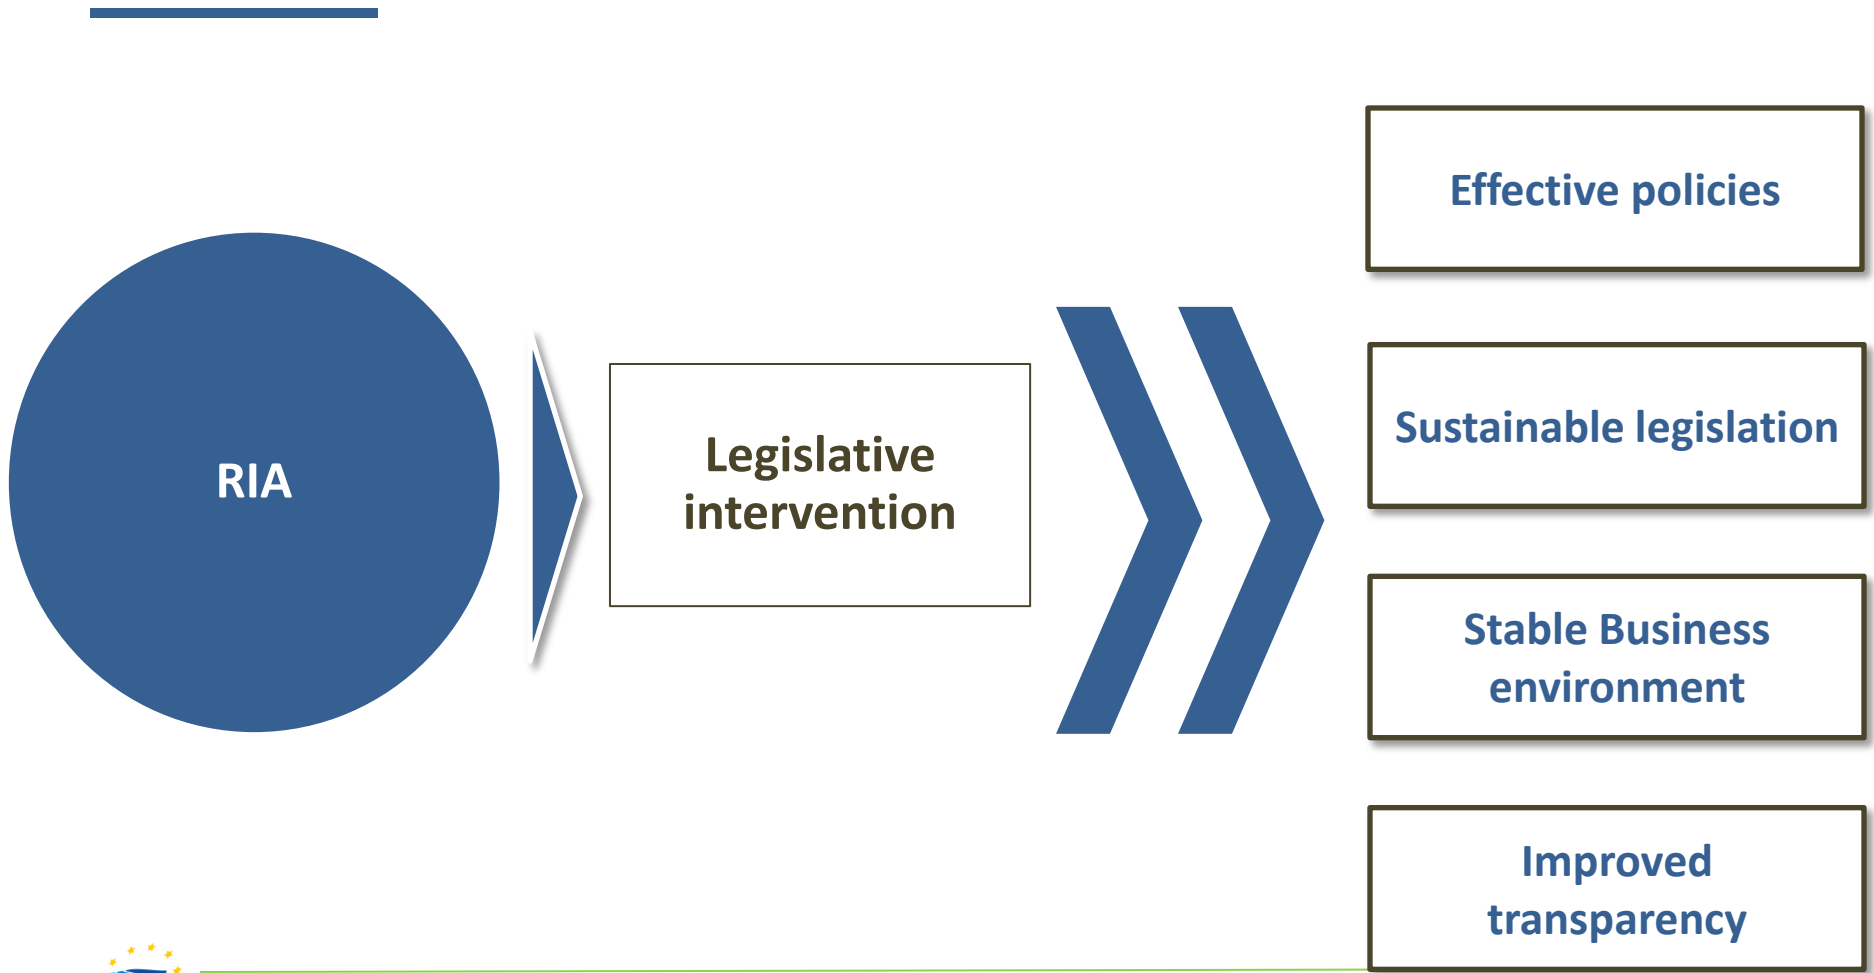 RIA
Legislative
intervention
Effective policies
Sustainable legislation
Stable Business
environment
Improved
transparency